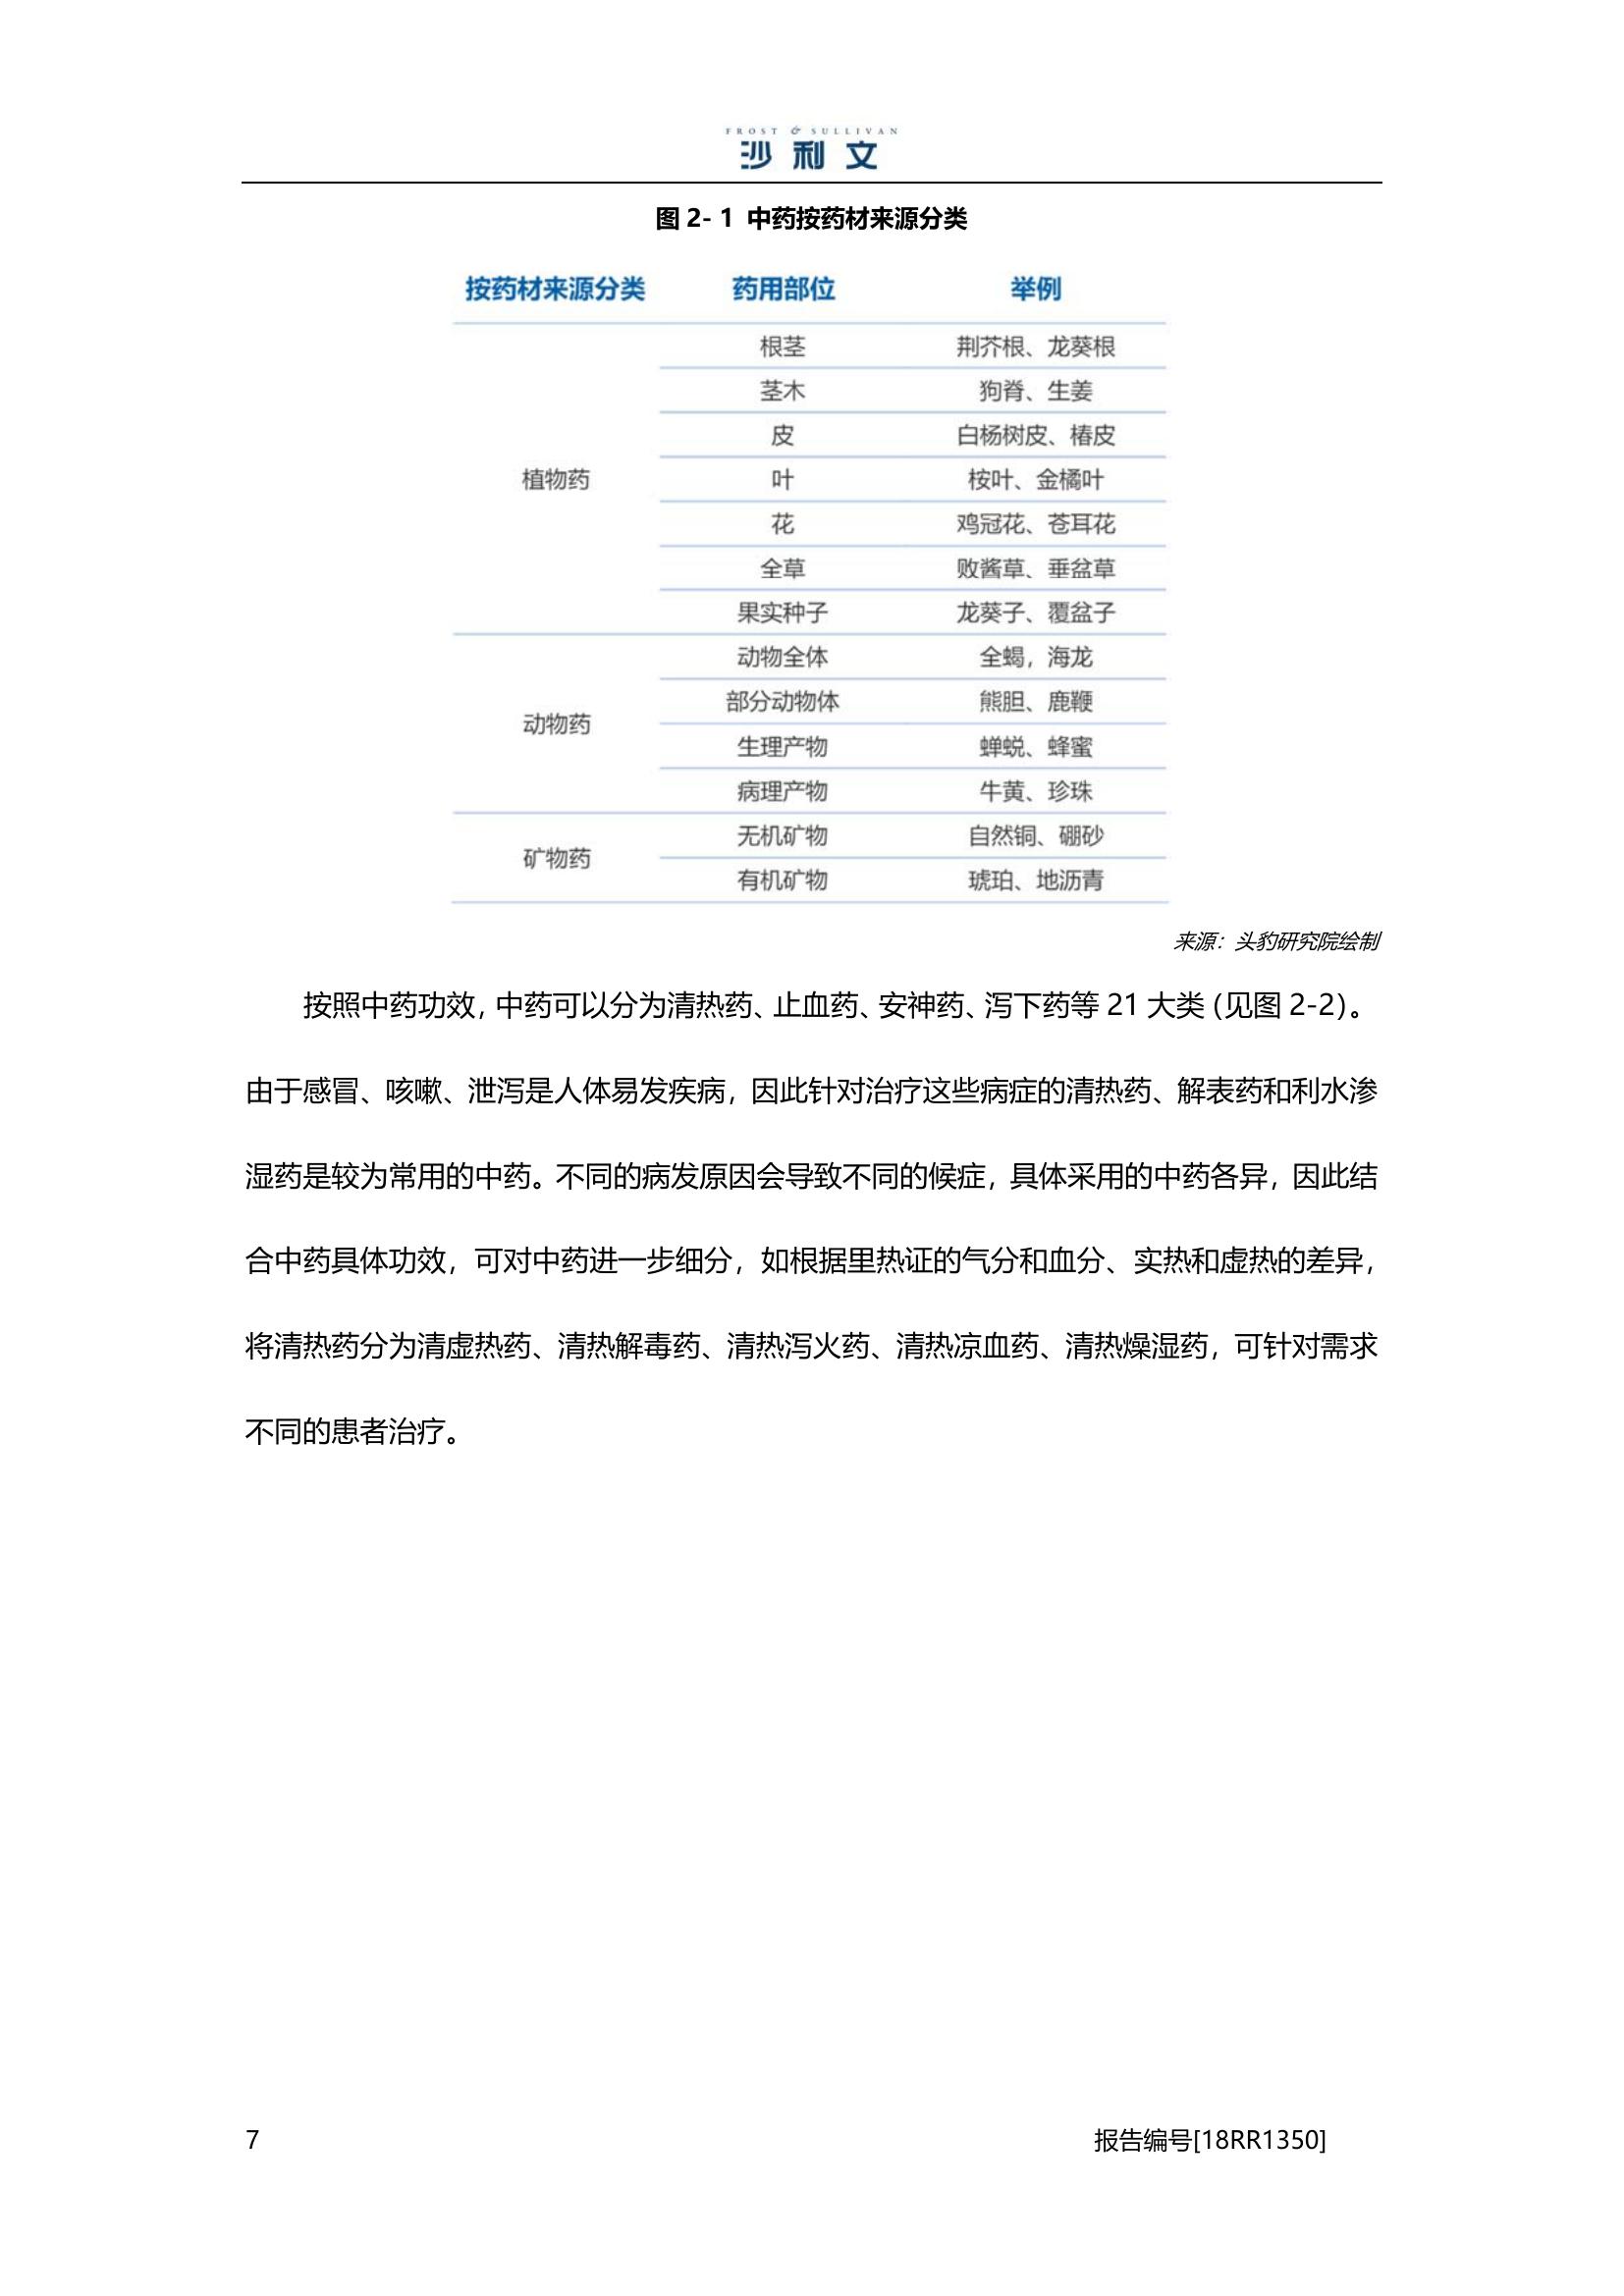 FROST & SULLIVAN
沙利文
图 2- 1 中药按药材来源分类
按药材来源分类 药用部位 举例
根茎 荆芥根、龙葵根
茎木 狗脊、生姜
皮 白杨树皮、椿皮
植物药 叶 桉叶、金橘叶
花 鸡冠花、苍耳花
全草 败酱草、垂盆草
果实种子 龙葵子、覆盆子
动物全体 全蝎，海龙
部分动物体 熊胆、鹿鞭
动物药
生理产物 蝉蜕、蜂蜜
病理产物 牛黄、珍珠
无机矿物 自然铜、硼砂
矿物药
有机矿物 琥珀、地沥青
来源：头豹研究院绘制
按照中药功效，中药可以分为清热药、止血药、安神药、泻下药等 21 大类（见图 2-2）。
由于感冒、咳嗽、泄泻是人体易发疾病，因此针对治疗这些病症的清热药、解表药和利水渗
湿药是较为常用的中药。不同的病发原因会导致不同的候症，具体采用的中药各异，因此结
合中药具体功效，可对中药进一步细分，如根据里热证的气分和血分、实热和虚热的差异，
将清热药分为清虚热药、清热解毒药、清热泻火药、清热凉血药、清热燥湿药，可针对需求
不同的患者治疗。
7 报告编号[18RR1350]